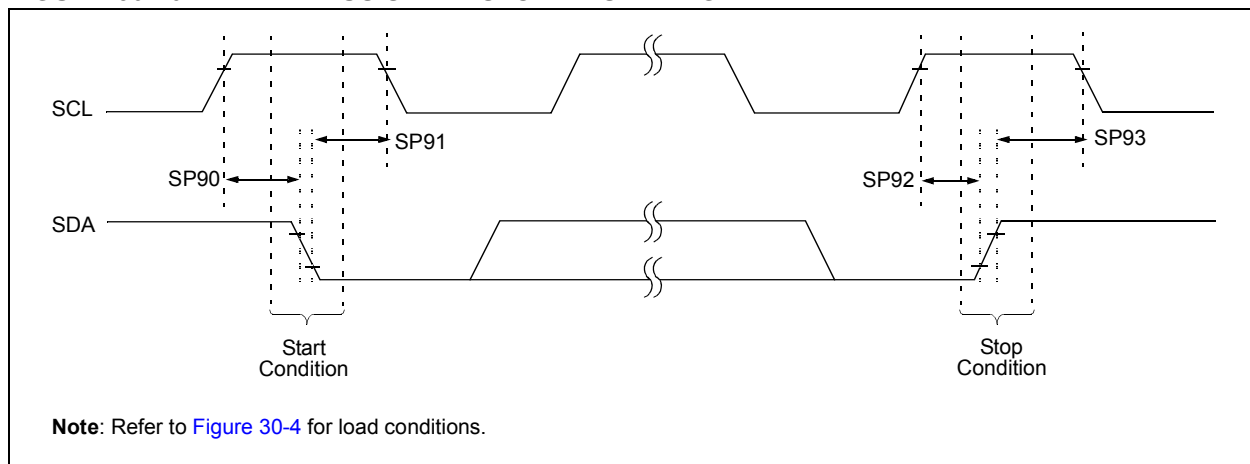 SCL
SP91
SP93
SP90
SP92
SDA
Start
Condition
Stop
Condition
Note: Refer to Figure 30-4 for load conditions.